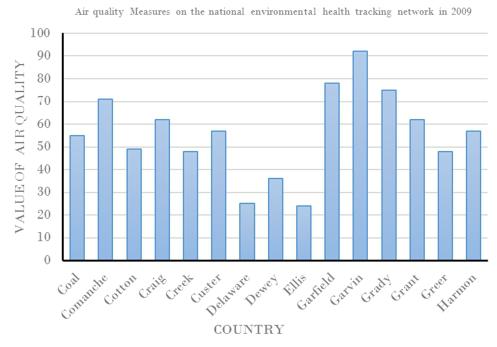 Air quality Measures on the national environmental health tracking network in 2009
VALUE OF AIR QUALITY
100
90
80
70
60
50
40
30
20
10
0
Coal
Comanche
Cotton
Craig
Creek
Custer
Delaware
Dewey
Ellis
Garfield
Garvin
Grady
Grant
Greer
Harmon
COUNTRY